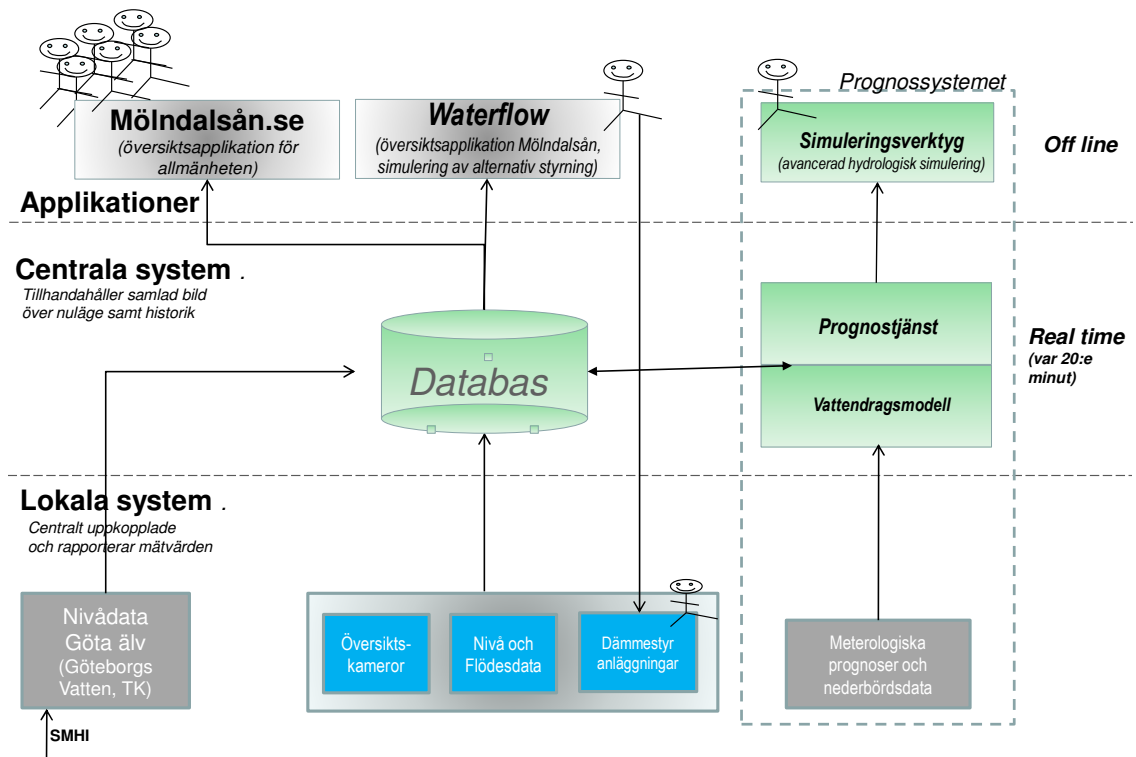 Prognossystemet
Mölndalsån.se
(översiktsapplikation för
allmänheten)
Waterflow
(översiktsapplikation Mölndalsån,
simulering av alternativ styrning)
Simuleringsverktyg
(avancerad hydrologisk simulering)
Off line
Applikationer
Centrala system .
Tillhandahåller samlad bild
över nuläge samt historik
Databas
Prognostjänst
Vattendragsmodell
Real time
(var 20:e
minut)
Lokala system .
Centralt uppkopplade
och rapporterar mätvärden
Nivådata
Göta älv
(Göteborgs
Vatten, TK)
Översikts-
kameror
Nivå och
Flödesdata
Dämmestyr
anläggningar
Meterologiska
prognoser och
nederbördsdata
SMHI